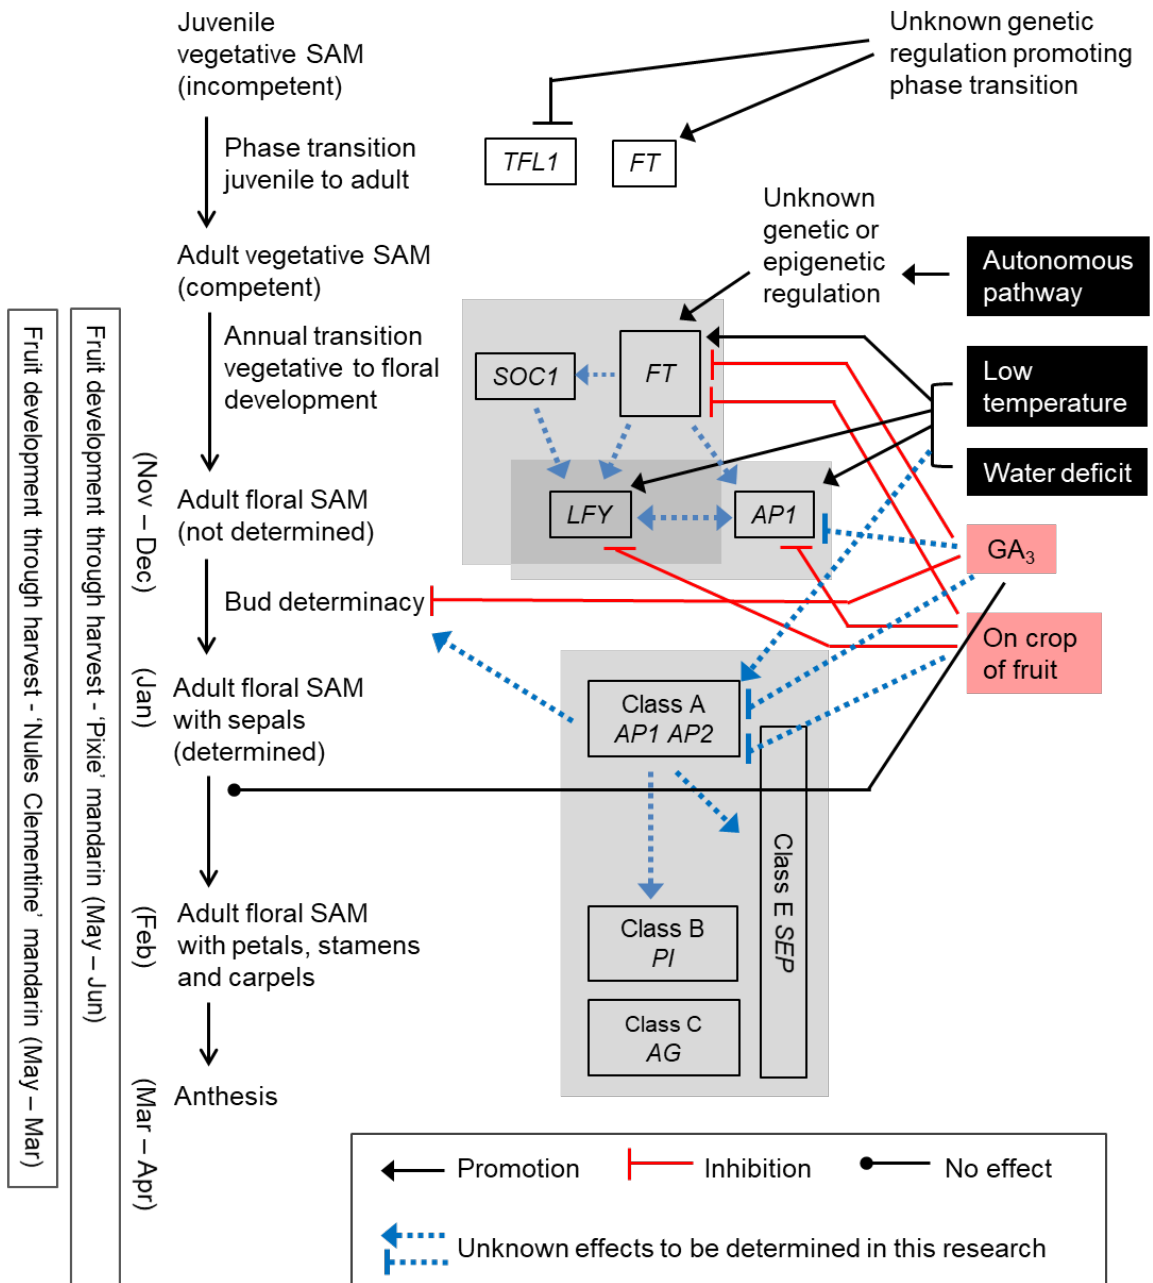 Juvenile
vegetative SAM
(incompetent)
Unknown genetic
regulation promoting
phase transition
Phase transition
juvenile to adult
TFL1
FT
Unknown
genetic or
epigenetic
regulation
Autonomous
pathway
Adult vegetative SAM
(competent)
Annual transition
vegetative to floral
development
SOC1
FT
Low
temperature
Water deficit
Adult floral SAM
(not determined)
LFY
AP1
GA3
Bud determinacy
On crop
of fruit
Adult floral SAM
with sepals
(determined)
Class A
AP1 AP2
Class E SEP
Adult floral SAM
with petals, stamens
and carpels
Class B
PI
Class C
AG
Anthesis
(Nov – Dec)
(Jan)
(Feb)
(Mar – Apr)
Fruit development through harvest - 'Pixie' mandarin (May – Jun)
Fruit development through harvest - 'Nules Clementine' mandarin (May – Mar)
Promotion
Inhibition
No effect
Unknown effects to be determined in this research